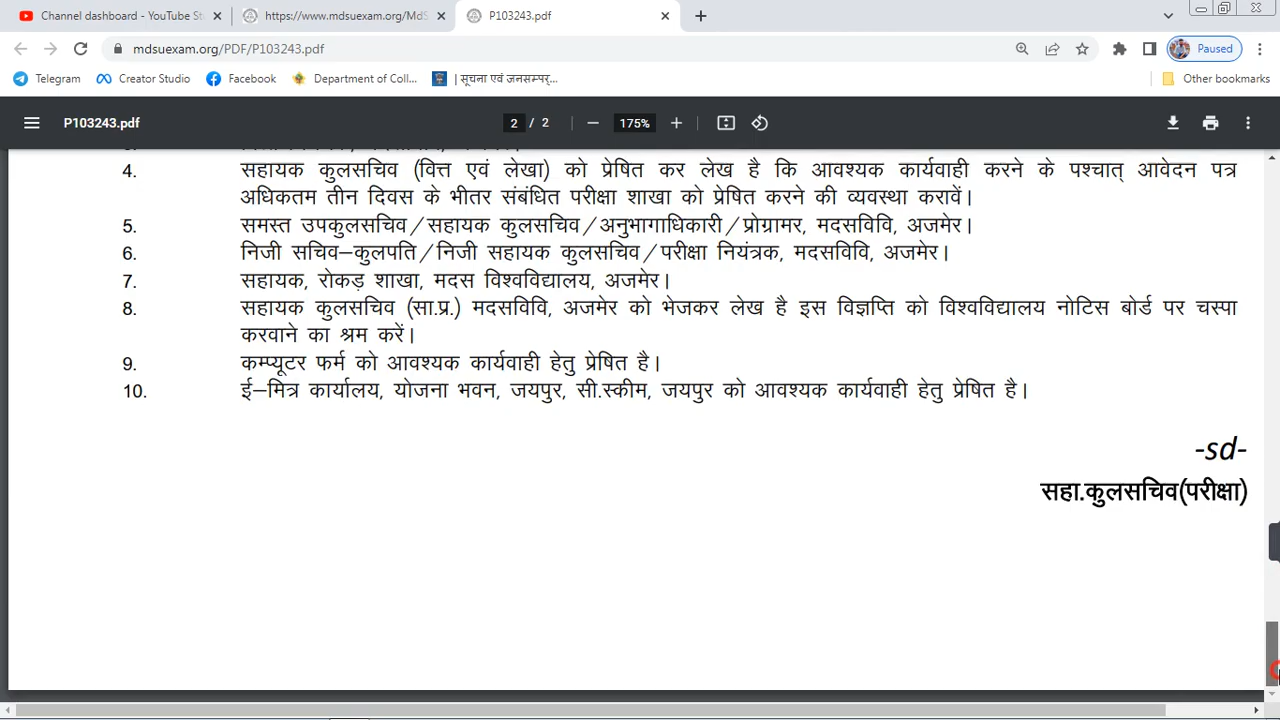 Channel dashboard - YouTube St
https://www.mdsuexam.org/MdS
P103243.pdf
mdsuexam.org/PDF/P103243.pdf
Paused
Telegram
Creator Studio
Facebook
Department of Coll...
| सूचना एवं जनसम्पर्...
Other bookmarks
P103243.pdf
2 / 2
175%
4. सहायक कुलसचिव (वित्त एवं लेखा) को प्रेषित कर लेख है कि आवश्यक कार्यवाही करने के पश्चात् आवेदन पत्र
अधिकतम तीन दिवस के भीतर संबंधित परीक्षा शाखा को प्रेषित करने की व्यवस्था करावें।
5. समस्त उपकुलसचिव/सहायक कुलसचिव/अनुभागाधिकारी/प्रोग्रामर, मदसविवि, अजमेर।
6. निजी सचिव–कुलपति/निजी सहायक कुलसचिव/परीक्षा नियंत्रक, मदसविवि, अजमेर।
7. सहायक, रोकड़ शाखा, मदस विश्वविद्यालय, अजमेर।
8. सहायक कुलसचिव (सा.प्र.) मदसविवि, अजमेर को भेजकर लेख है इस विज्ञप्ति को विश्वविद्यालय नोटिस बोर्ड पर चस्पा
करवाने का श्रम करें।
9. कम्प्यूटर फर्म को आवश्यक कार्यवाही हेतु प्रेषित है।
10. ई–मित्र कार्यालय, योजना भवन, जयपुर, सी.स्कीम, जयपुर को आवश्यक कार्यवाही हेतु प्रेषित है।
-sd-
सहा.कुलसचिव(परीक्षा)